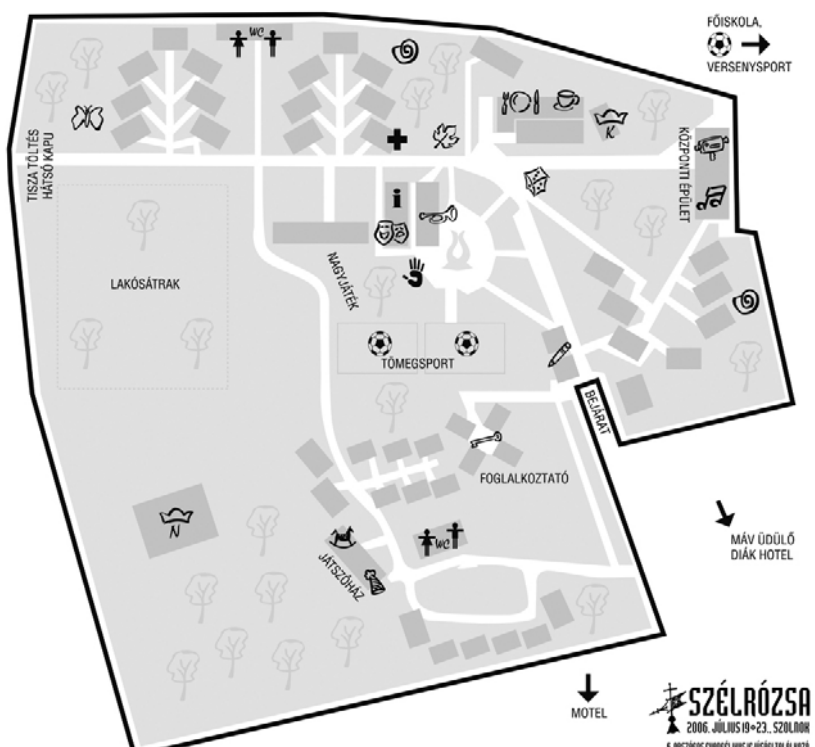 FŐISKOLA,
VERSENYSPORT
WC
K
KÖZPONTI ÉPÜLET
TISZA TÖLTÉS
HÁTSÓ KAPU
i
NAGYJÁTÉK
LAKÓSÁTRAK
TÖMEGSPORT
BEJÁRAT
FOGLALKOZTATÓ
N
WC
JÁTSZÓHÁZ
MÁV ÜDÜLŐ
DIÁK HOTEL
MOTEL
SZÉLRÓZSA
2006. JÚLIUS 19+23., SZOLNOK